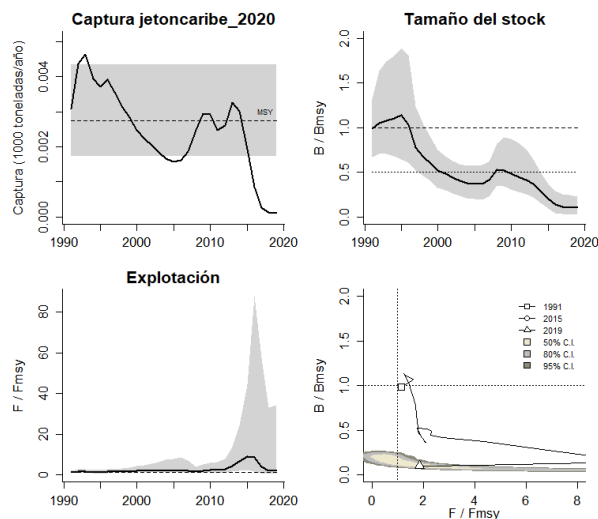 Captura jetoncaribe_2020
Captura (1000 toneladas/año)
0.004
0.002
0.000
MSY
1990 2000 2010 2020
Tamaño del stock
B / Bmsy
2.0
1.5
1.0
0.5
0.0
1990 2000 2010 2020
Explotación
F / Fmsy
80
60
40
20
0
1990 2000 2010 2020
B / Bmsy
2.0
1.5
1.0
0.5
0.0
1991
2015
2019
50% C.I.
80% C.I.
95% C.I.
0 2 4 6 8
F / Fmsy